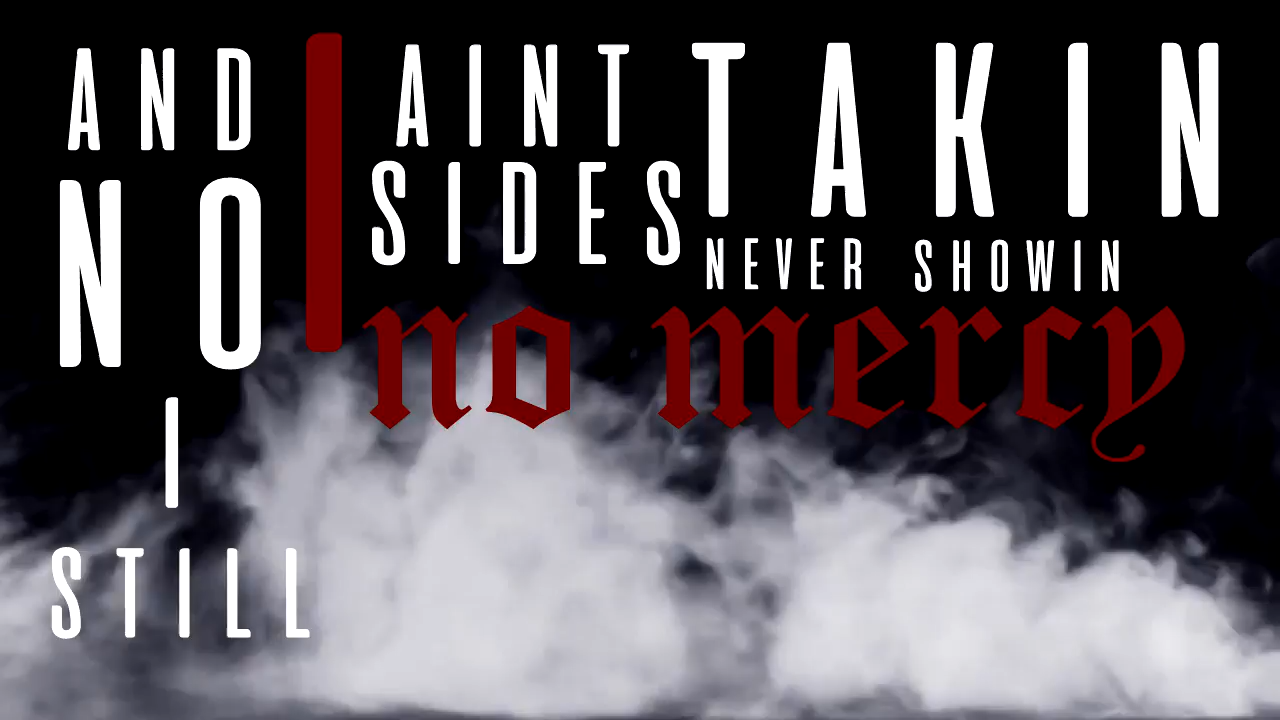 AND
NO
I
AINT
TAKIN
SIDES
NEVER SHOWIN
no mercy
I
STILL